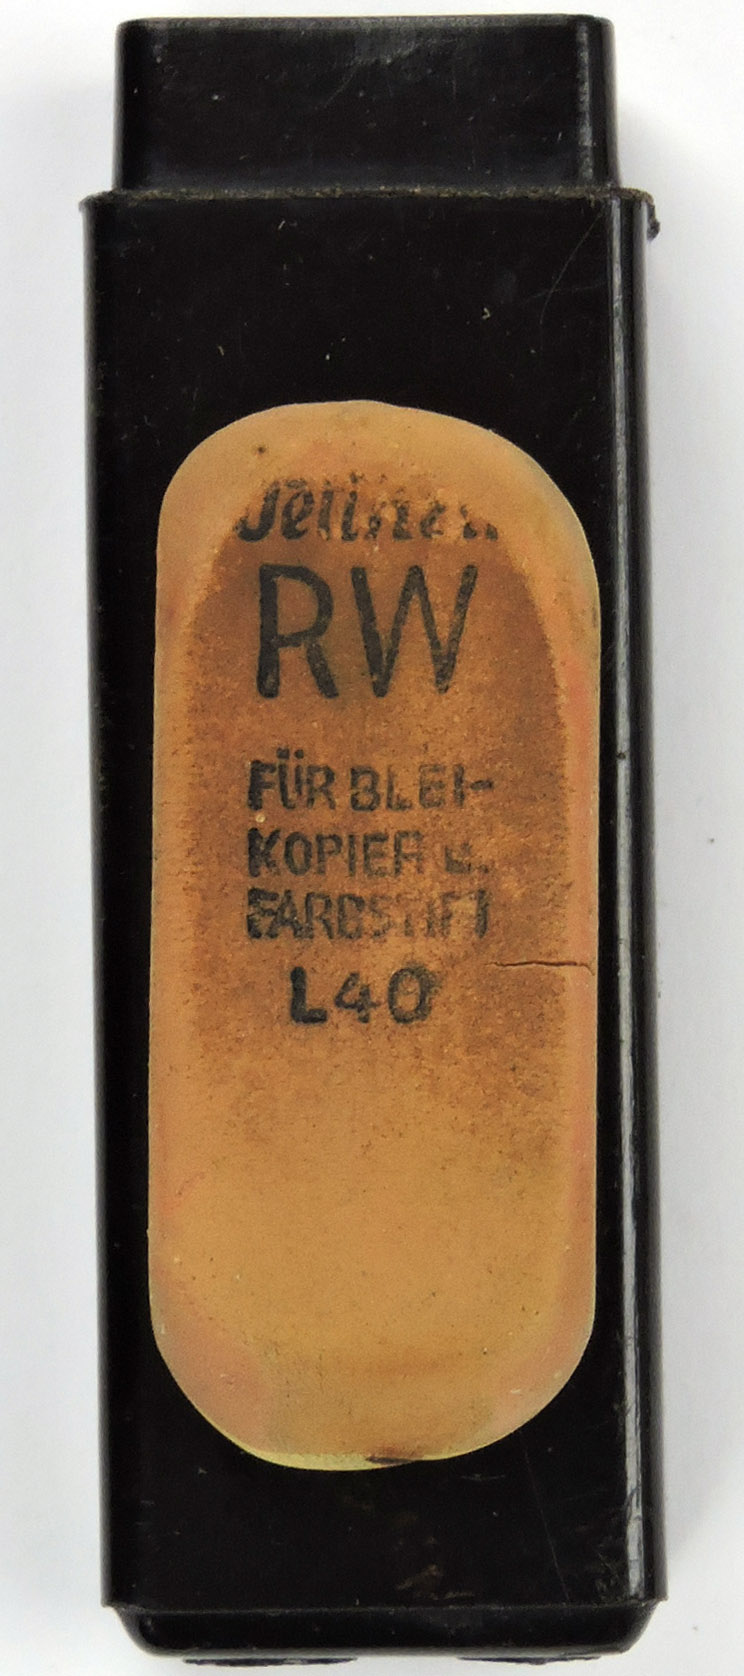 RW
FÜR BLEI-
KOPIER u.
FARBSTIFT
L40